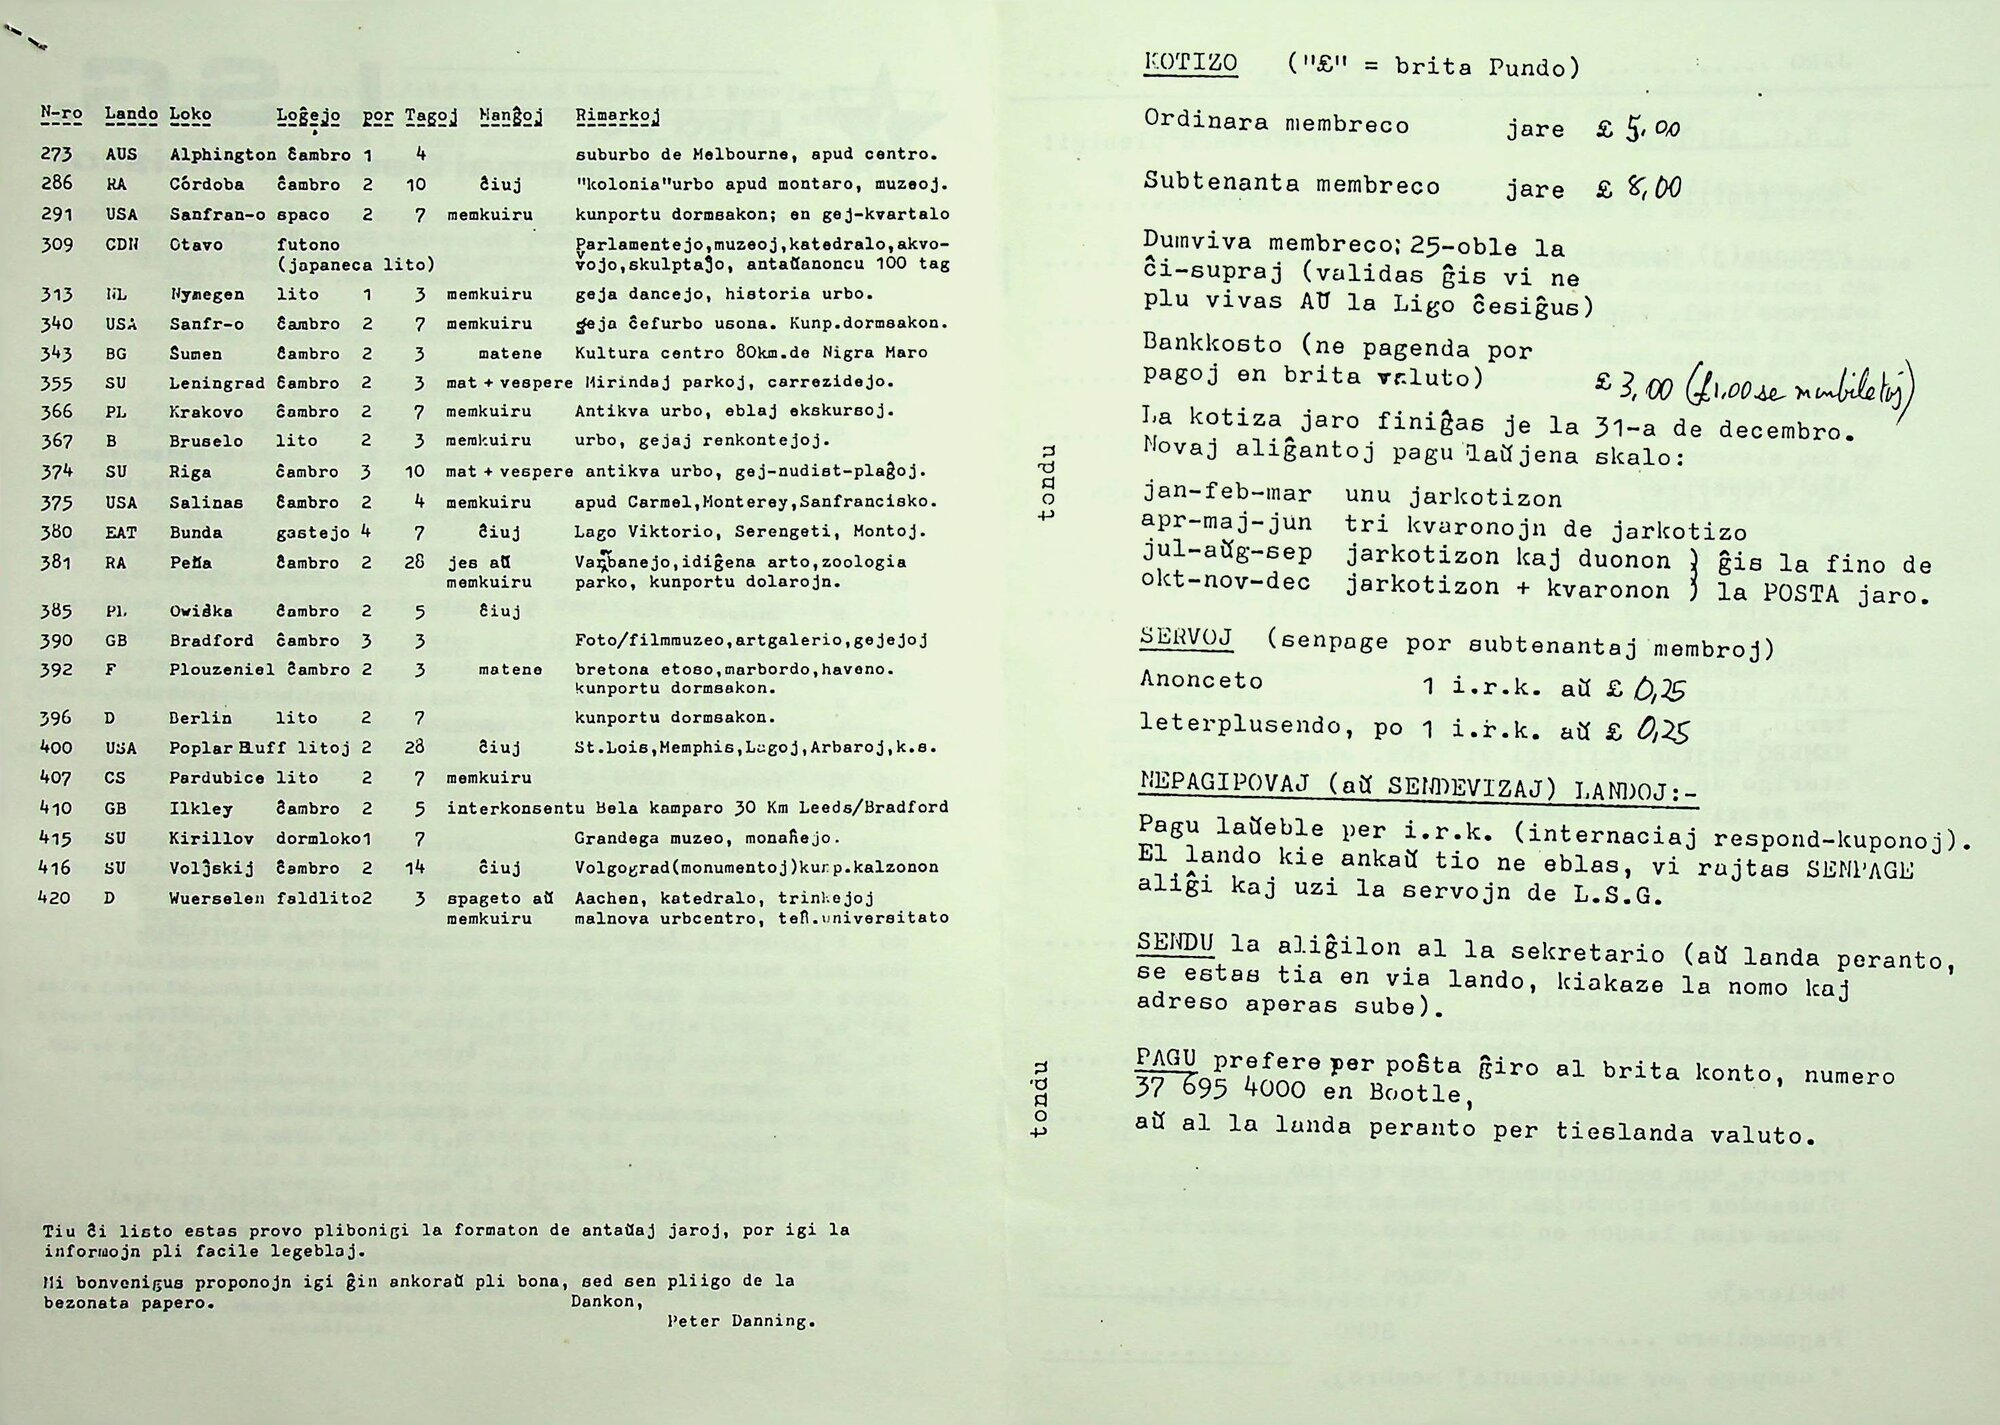 N-ro Lando Loko Loĝejo por Tagoj Manĝoj Rimarkoj
273 AUS Alphington ĉambro 1 4 suburbo de Melbourne, apud centro.
286 RA Córdoba ĉambro 2 10 ĉiuj "kolonia"urbo apud montaro, muzeoj.
291 USA Sanfran-o spaco 2 7 memkuiru kunportu dormsakon; en gej-kvartalo
309 CDN Otavo futono Parlamentejo,muzeoj,katedralo,akvo-
(japaneca lito) vojo,skulptaĵo, antaŭanoncu 100 tag
313 NL Nymegen lito 1 3 memkuiru geja dancejo, historia urbo.
340 USA Sanfr-o ĉambro 2 7 memkuiru geja ĉefurbo usona. Kunp.dormsakon.
343 BG Ŝumen ĉambro 2 3 matene Kultura centro 80km.de Nigra Maro
355 SU Leningrad ĉambro 2 3 mat + vespere Mirindaj parkoj, carrezidejo.
366 PL Krakovo ĉambro 2 7 memkuiru Antikva urbo, eblaj ekskursoj.
367 B Bruselo lito 2 3 memkuiru urbo, gejaj renkontejoj.
374 SU Riga ĉambro 3 10 mat + vespere antikva urbo, gej-nudist-plaĝoj.
375 USA Salinas ĉambro 2 4 memkuiru apud Carmel,Monterey,Sanfrancisko.
380 EAT Bunda gastejo 4 7 ĉiuj Lago Viktorio, Serengeti, Montoj.
381 RA Peña ĉambro 2 28 jes aŭ Varmbanejo,idiĝena arto,zoologia
memkuiru parko, kunportu dolarojn.
385 PL Owińka ĉambro 2 5 ĉiuj
390 GB Bradford ĉambro 3 3 Foto/filmmuzeo,artgalerio,gejejoj
392 F Plouzeniel ĉambro 2 3 matene bretona etoso,marbordo,haveno.
kunportu dormsakon.
396 D Berlin lito 2 7 kunportu dormsakon.
400 USA Poplar Bluff litoj 2 28 ĉiuj St.Lois,Memphis,Lagoj,Arbaroj,k.s.
407 CS Pardubice lito 2 7 memkuiru
410 GB Ilkley ĉambro 2 5 interkonsentu Bela kamparo 30 Km Leeds/Bradford
415 SU Kirillov dormloko1 7 Grandega muzeo, monaĥejo.
416 SU Volĵskij ĉambro 2 14 ĉiuj Volgograd(monumentoj)kunp.kalzonon
420 D Wuerselen faldlito2 3 spageto aŭ Aachen, katedralo, trinkejoj
memkuiru malnova urbcentro, teĥ.universitato
Tiu ĉi listo estas provo plibonigi la formaton de antaŭaj jaroj, por igi la
informojn pli facile legeblaj.
Mi bonvenigus proponojn igi ĝin ankoraŭ pli bona, sed sen pliigo de la
bezonata papero. Dankon,
Peter Danning.
tondu
tondu
KOTIZO ("£" = brita Pundo)
Ordinara membreco jare £ 5,00
Subtenanta membreco jare £ 8,00
Dumviva membreco; 25-oble la
ĉi-supraj (validas ĝis vi ne
plu vivas AŬ la Ligo ĉesiĝus)
Bankkosto (ne pagenda por
pagoj en brita valuto) £ 3,00 (£1,00 se monbiletoj)
La kotiza jaro finiĝas je la 31-a de decembro.
Novaj aliĝantoj pagu laŭjena skalo:
jan-feb-mar unu jarkotizon
apr-maj-jun tri kvaronojn de jarkotizo
jul-aŭg-sep jarkotizon kaj duonon ) ĝis la fino de
okt-nov-dec jarkotizon + kvaronon ) la POSTA jaro.
SERVOJ (senpage por subtenantaj membroj)
Anonceto 1 i.r.k. aŭ £ 0,25
leterplusendo, po 1 i.r.k. aŭ £ 0,25
NEPAGIPOVAJ (aŭ SENDEVIZAJ) LANDOJ:-
Pagu laŭeble per i.r.k. (internaciaj respond-kuponoj).
El lando kie ankaŭ tio ne eblas, vi rajtas SENPAGE
aliĝi kaj uzi la servojn de L.S.G.
SENDU la aliĝilon al la sekretario (aŭ landa peranto,
se estas tia en via lando, kiakaze la nomo kaj
adreso aperas sube).
PAGU prefere per poŝta ĝiro al brita konto, numero
37 695 4000 en Bootle,
aŭ al la landa peranto per tieslanda valuto.